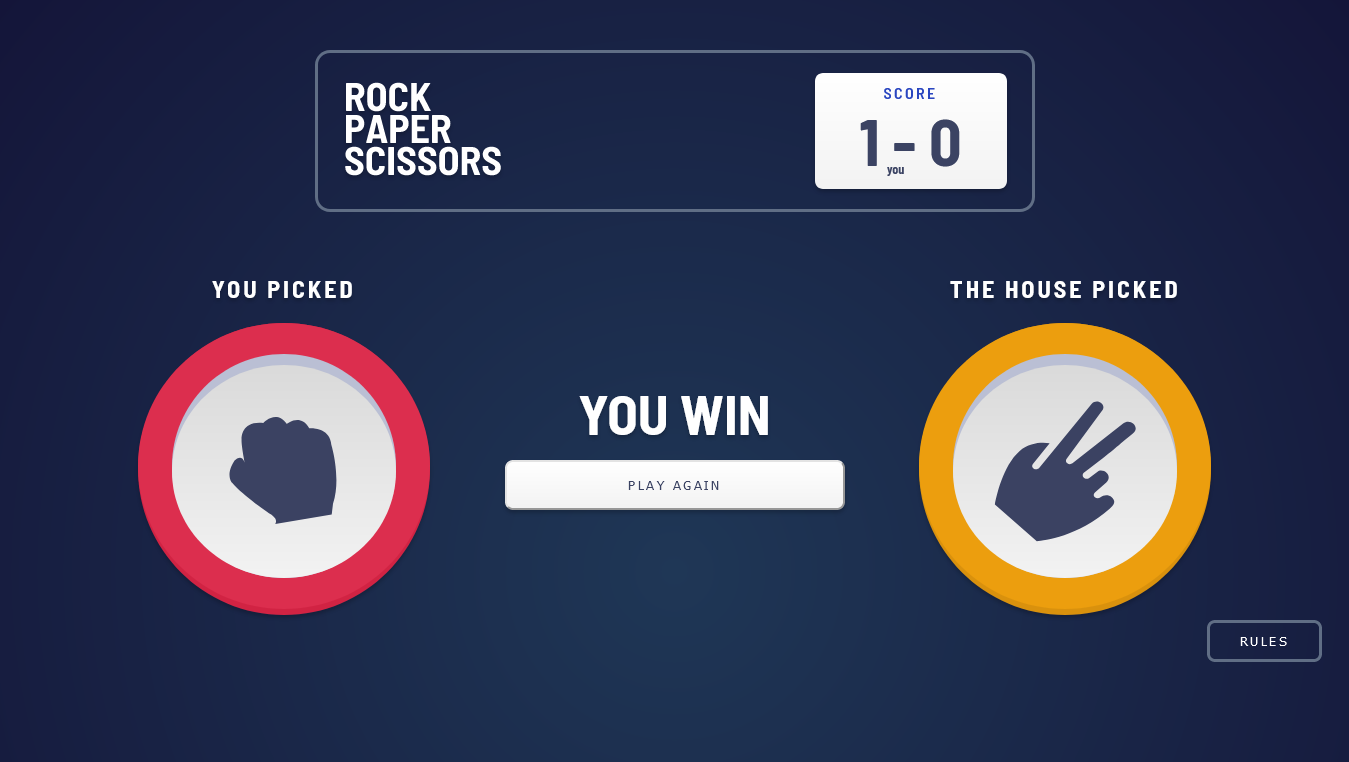 ROCK
PAPER
SCISSORS
SCORE
1 - 0
you
YOU PICKED
THE HOUSE PICKED
YOU WIN
PLAY AGAIN
RULES